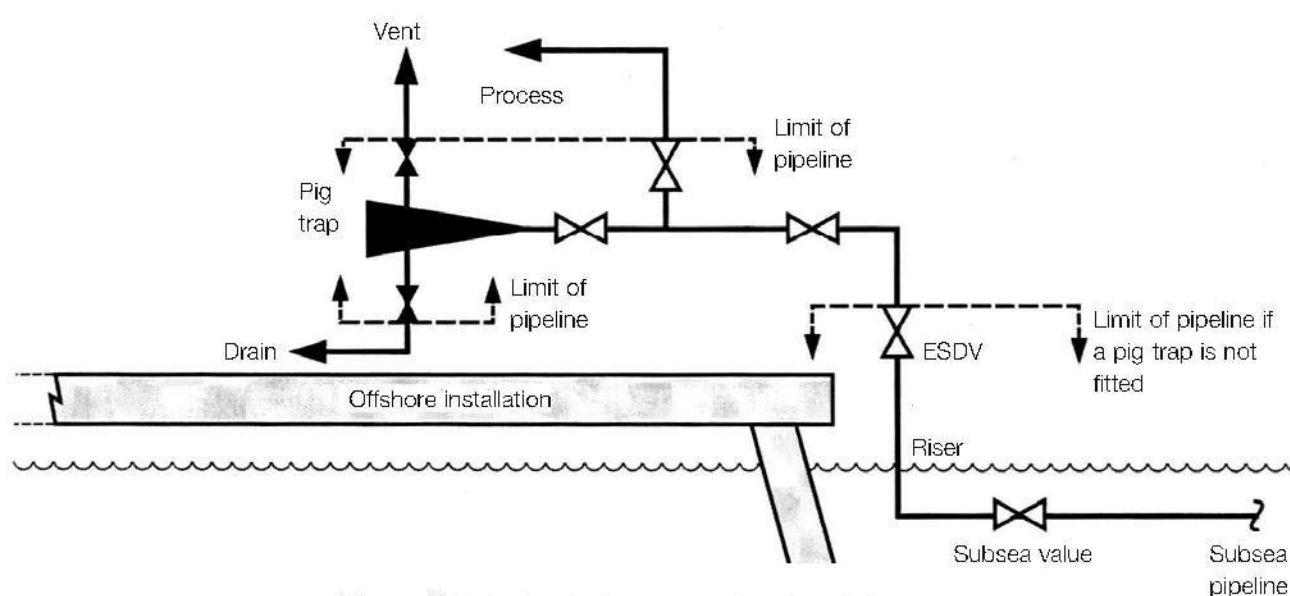 Vent
Process
Limit of
pipeline
Pig
trap
Limit of
pipeline
Drain
Limit of pipeline if
a pig trap is not
fitted
ESDV
Offshore installation
Riser
Subsea value
Subsea
pipeline